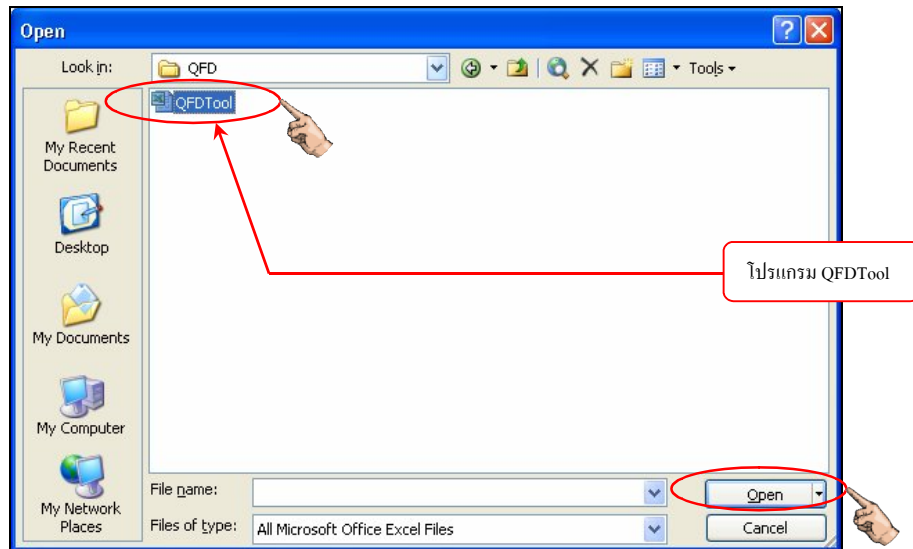 Open
Look in:
QFD
Tools
QFDTool
My Recent
Documents
Desktop
My Documents
My Computer
My Network
Places
โปรแกรม QFDTool
File name:
Open
Files of type:
All Microsoft Office Excel Files
Cancel